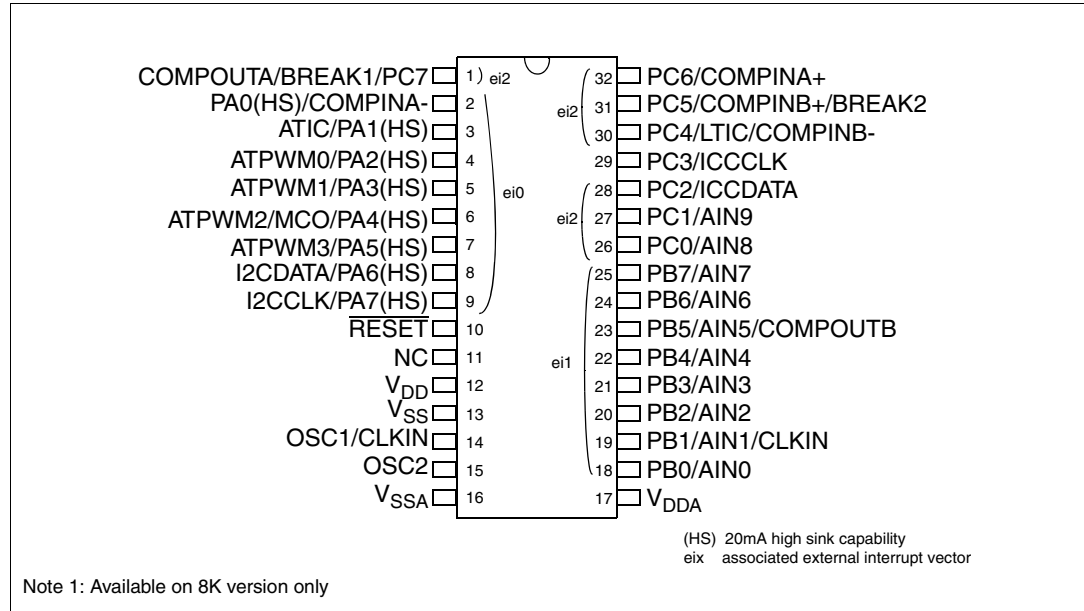 COMPOUTA/BREAK1/PC7 1 ei2
PA0(HS)/COMPINA- 2
ATIC/PA1(HS) 3
ATPWM0/PA2(HS) 4
ATPWM1/PA3(HS) 5
ei0
ATPWM2/MCO/PA4(HS) 6
ATPWM3/PA5(HS) 7
I2CDATA/PA6(HS) 8
I2CCLK/PA7(HS) 9
RESET 10
NC 11
VDD 12
VSS 13
OSC1/CLKIN 14
OSC2 15
VSSA 16
32 PC6/COMPINA+
ei2 31 PC5/COMPINB+/BREAK2
30 PC4/LTIC/COMPINB-
29 PC3/ICCCLK
28 PC2/ICCDATA
ei2 27 PC1/AIN9
26 PC0/AIN8
25 PB7/AIN7
24 PB6/AIN6
23 PB5/AIN5/COMPOUTB
ei1 22 PB4/AIN4
21 PB3/AIN3
20 PB2/AIN2
19 PB1/AIN1/CLKIN
18 PB0/AIN0
17 VDDA
(HS) 20mA high sink capability
eix associated external interrupt vector
Note 1: Available on 8K version only